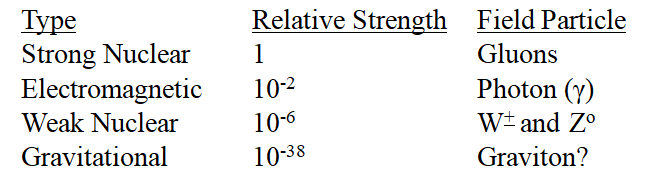 Type Relative Strength Field Particle
Strong Nuclear 1 Gluons
Electromagnetic 10⁻² Photon (γ)
Weak Nuclear 10⁻⁶ W± and Z⁰
Gravitational 10⁻³⁸ Graviton?